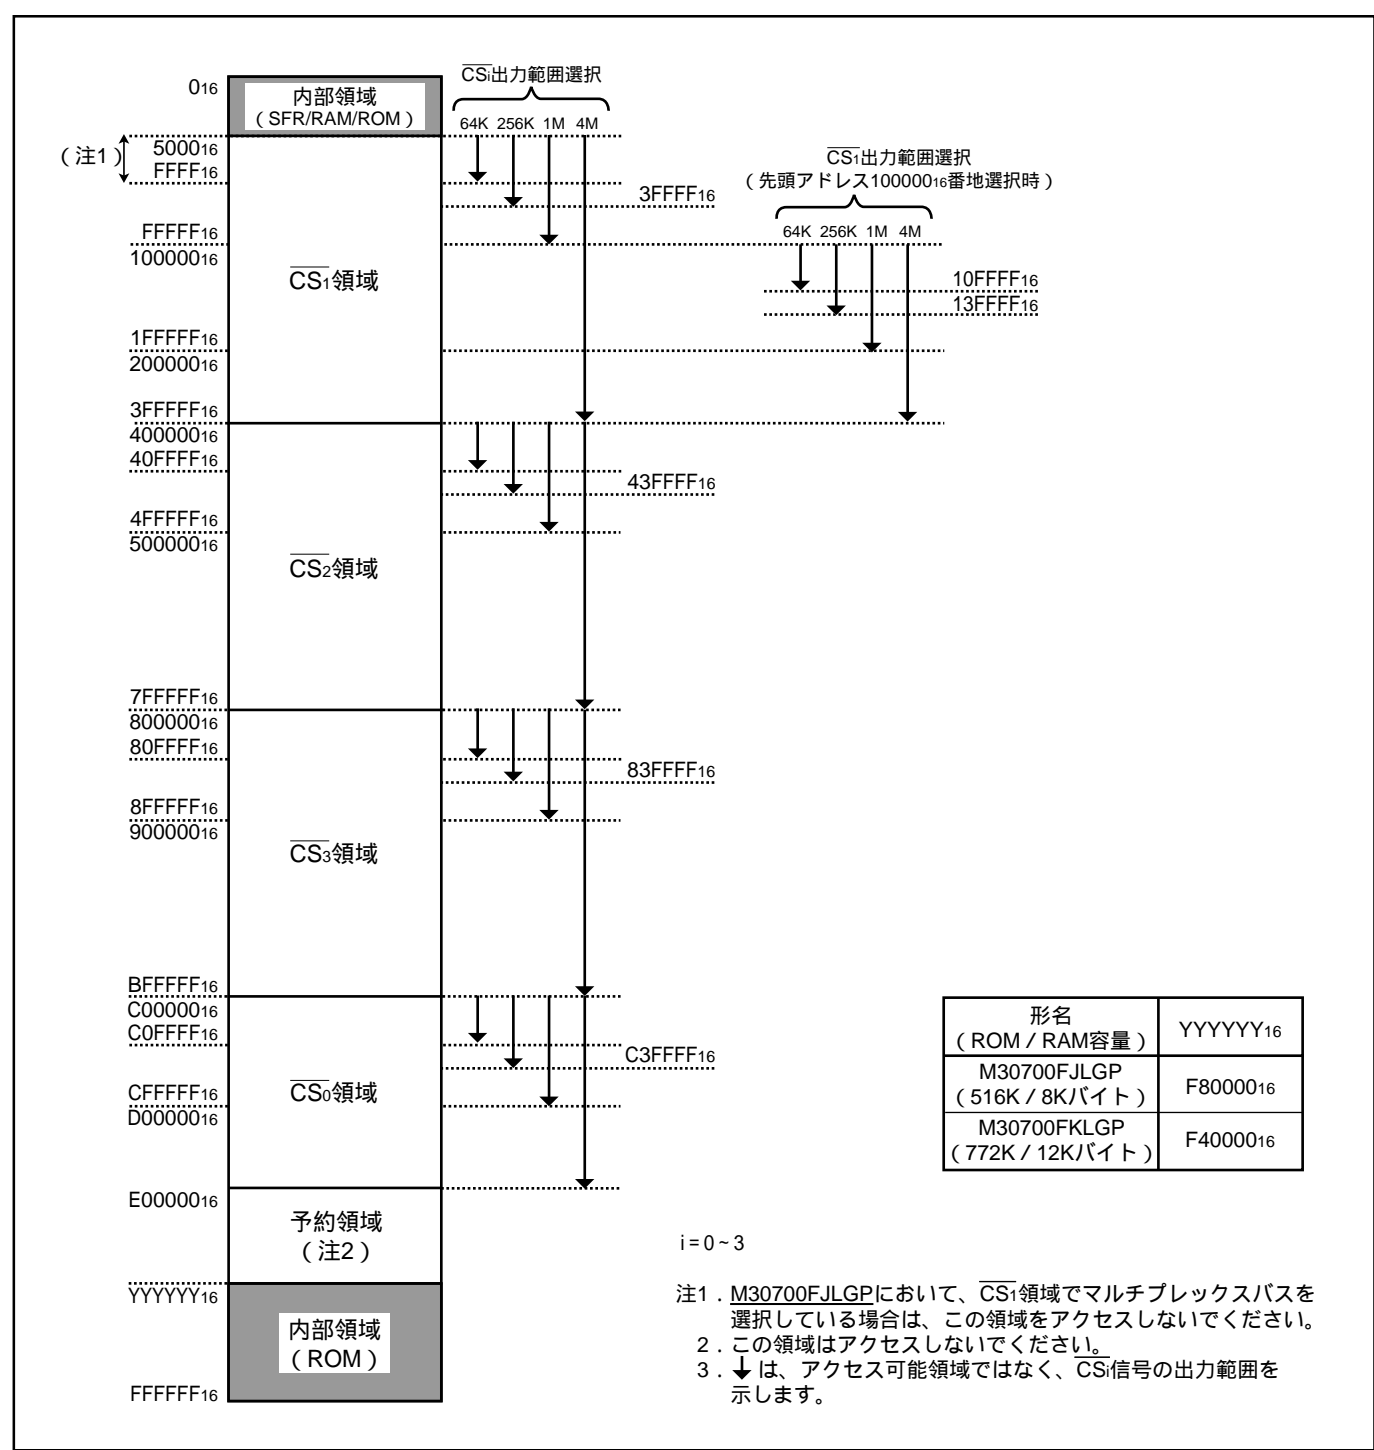 CSi出力範囲選択
016
内部領域
（SFR/RAM/ROM）
64K 256K 1M 4M
（注1）
500016
FFFF16
CS1出力範囲選択
（先頭アドレス10000016番地選択時）
3FFFF16
64K 256K 1M 4M
FFFFF16
10000016
CS1領域
10FFFF16
13FFFF16
1FFFFF16
20000016
3FFFFF16
40000016
40FFFF16
43FFFF16
4FFFFF16
50000016
CS2領域
7FFFFF16
80000016
80FFFF16
83FFFF16
8FFFFF16
90000016
CS3領域
BFFFFF16
C0000016
C0FFFF16
C3FFFF16
CS0領域
CFFFFF16
D0000016
E0000016
予約領域
（注2）
YYYYYY16
内部領域
（ROM）
FFFFFF16
形名
（ROM / RAM容量）
YYYYYY16
M30700FJLGP
（516K / 8Kバイト）
F8000016
M30700FKLGP
（772K / 12Kバイト）
F4000016
i = 0 ~ 3
注1．M30700FJLGPにおいて、CS1領域でマルチプレックスバスを
選択している場合は、この領域をアクセスしないでください。
2．この領域はアクセスしないでください。
3．↓は、アクセス可能領域ではなく、CSi信号の出力範囲を
示します。